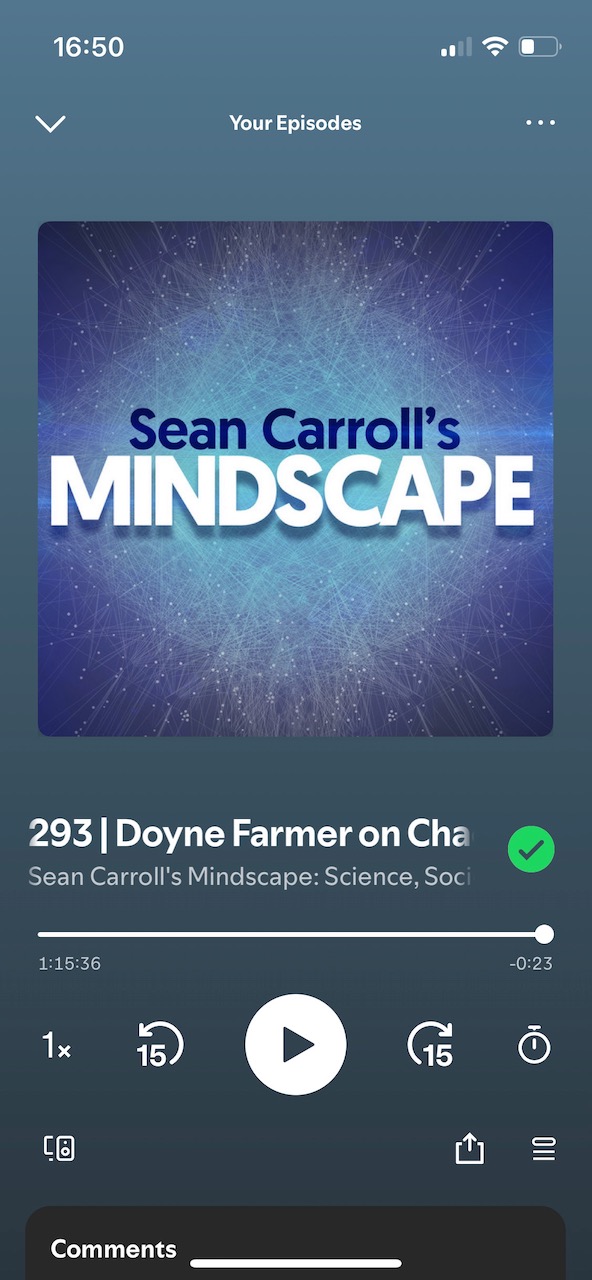 16:50
Your Episodes
Sean Carroll's
MINDSCAPE
293 | Doyne Farmer on Cha
Sean Carroll's Mindscape: Science, Soci
1:15:36
-0:23
1x
15
15
Comments